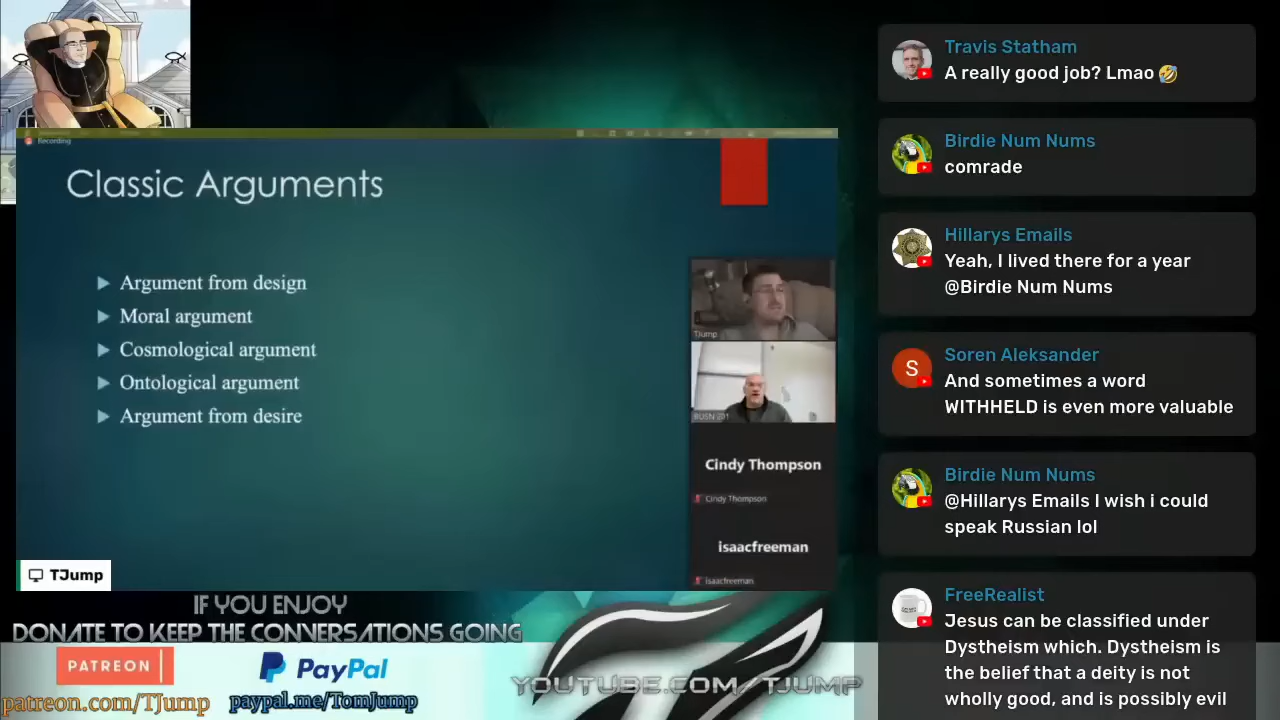 Recording
Classic Arguments
Argument from design
Moral argument
Cosmological argument
Ontological argument
Argument from desire
TJump
BUSN 201
Cindy Thompson
Cindy Thompson
isaacfreeman
isaacfreeman
TJump
IF YOU ENJOY
DONATE TO KEEP THE CONVERSATIONS GOING
PATREON
PayPal
patreon.com/TJump
paypal.me/TomJump
YOUTUBE.COM/TJUMP
Travis Statham
A really good job? Lmao 🤣
Birdie Num Nums
comrade
Hillarys Emails
Yeah, I lived there for a year
@Birdie Num Nums
Soren Aleksander
S
And sometimes a word
WITHHELD is even more valuable
Birdie Num Nums
@Hillarys Emails I wish i could
speak Russian lol
FreeRealist
Jesus can be classified under
Dystheism which. Dystheism is
the belief that a deity is not
wholly good, and is possibly evil